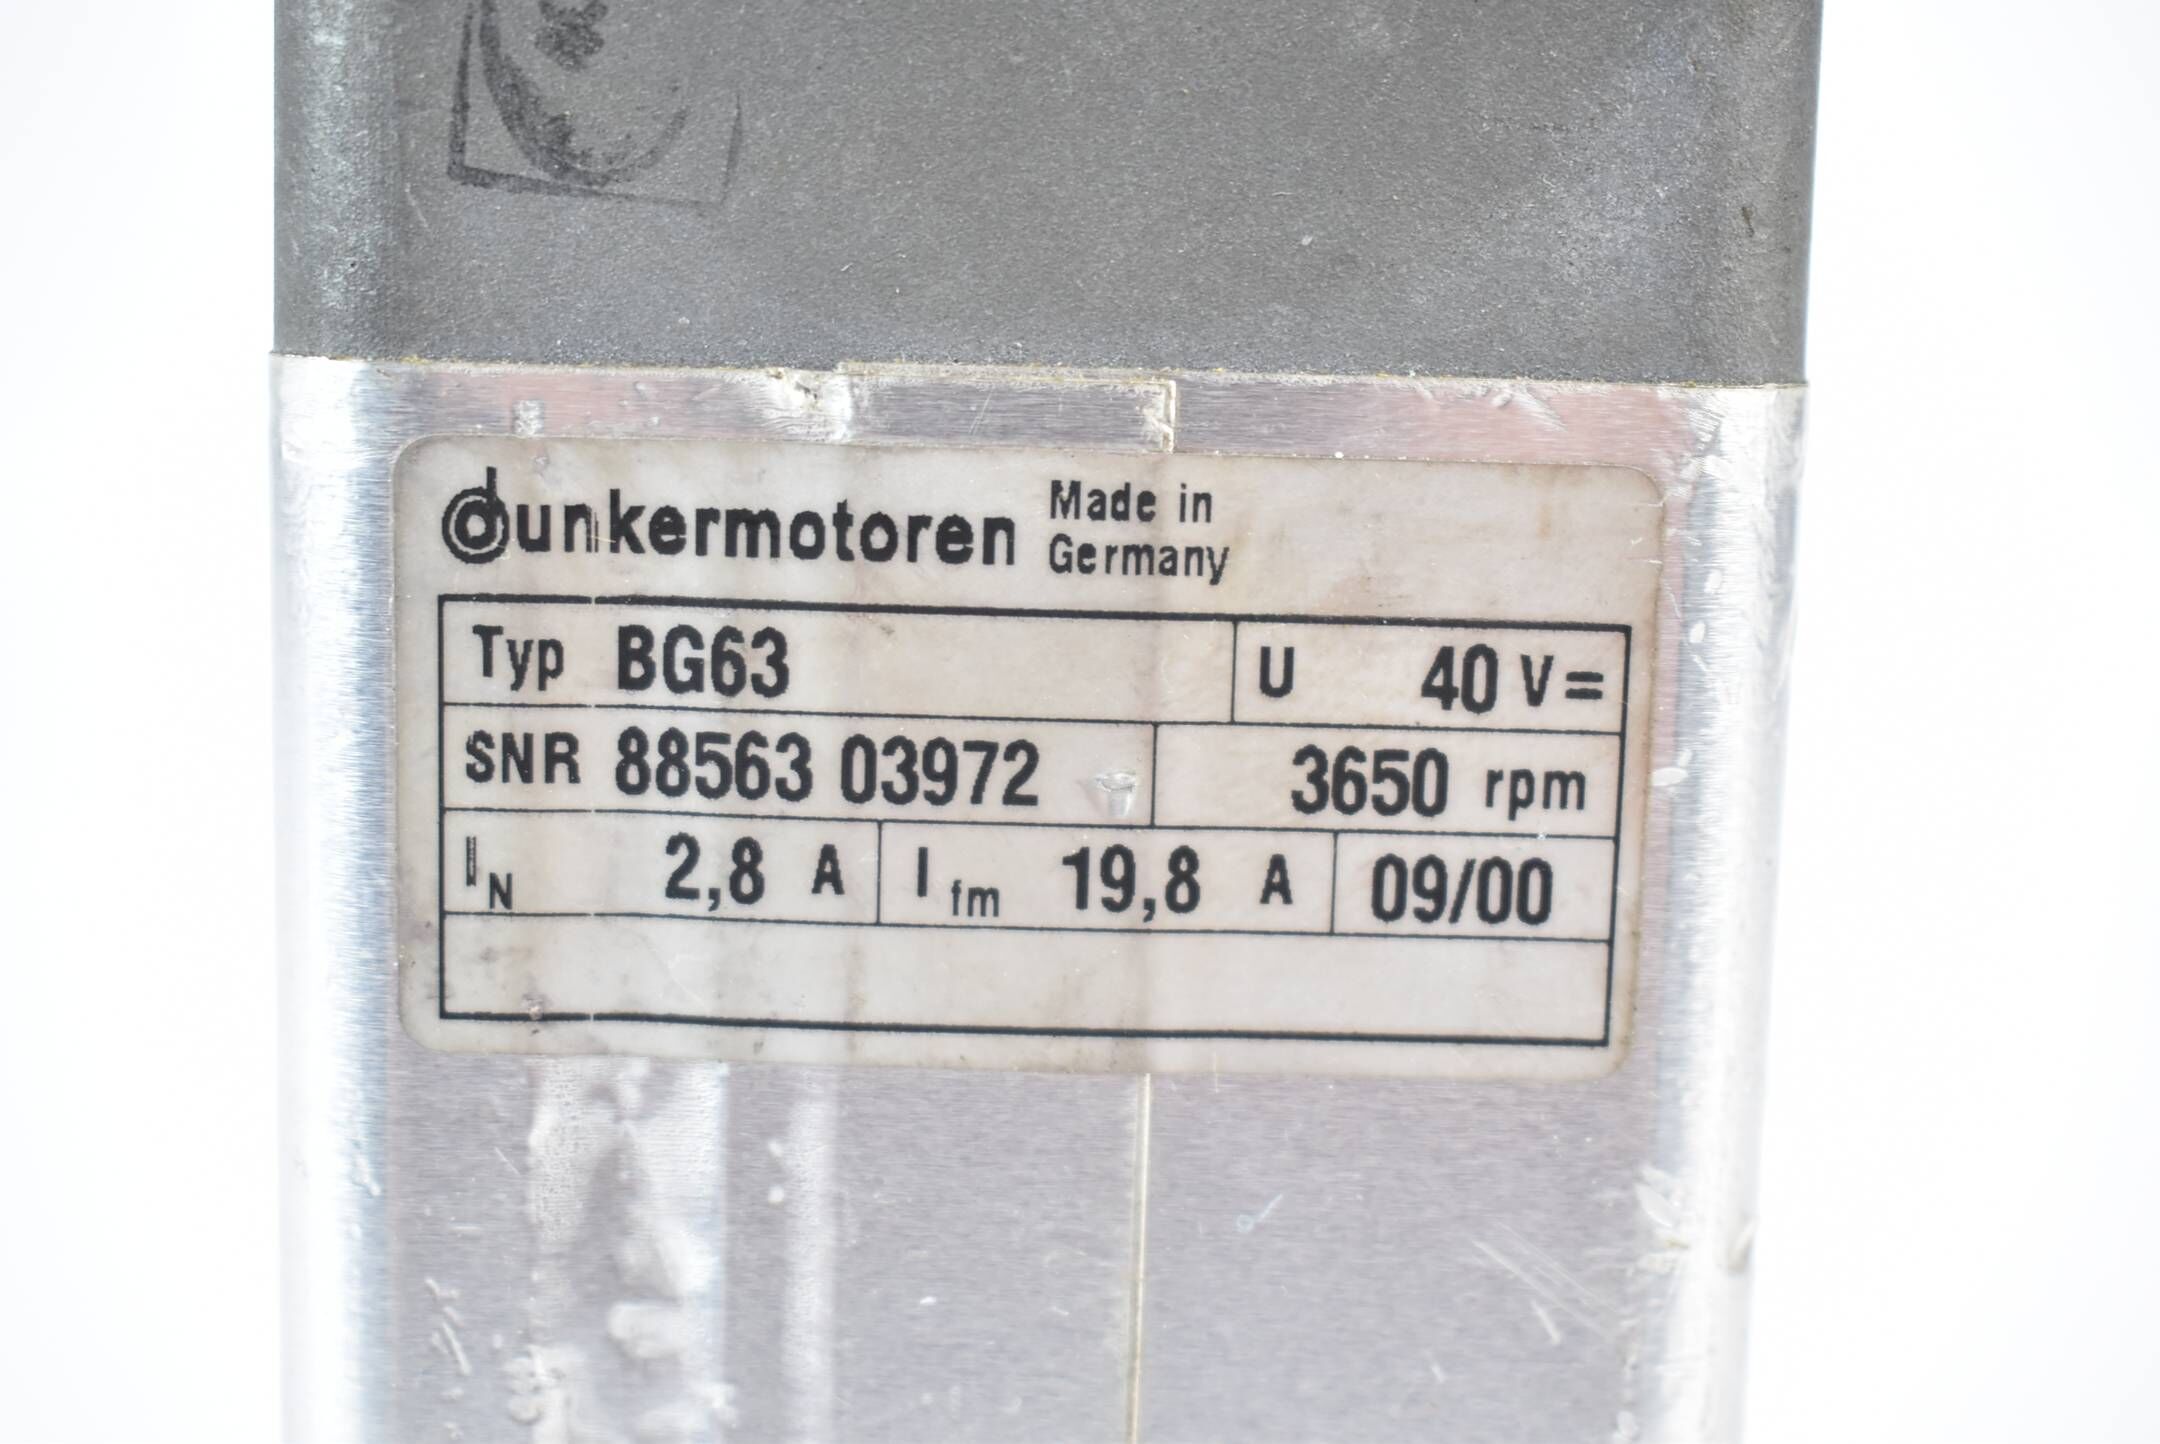 dunkermotoren Made in
Germany
Typ BG63 U 40 V=
SNR 88563 03972 3650 rpm
IN 2,8 A Ifm 19,8 A 09/00